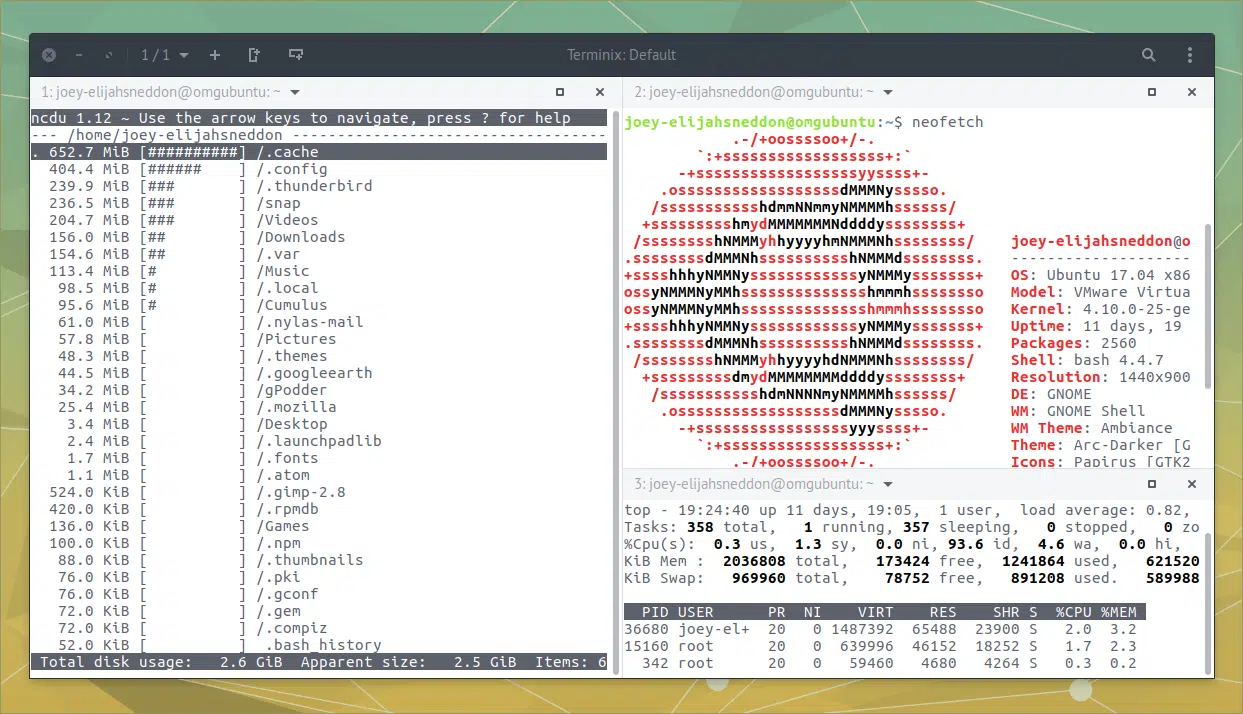 1 / 1
Terminix: Default
1: joey-elijahsneddon@omgubuntu: ~
ncdu 1.12 ~ Use the arrow keys to navigate, press ? for help
--- /home/joey-elijahsneddon -----------------------------------
. 652.7 MiB [##########] /.cache
404.4 MiB [###### ] /.config
239.9 MiB [### ] /.thunderbird
236.5 MiB [### ] /snap
204.7 MiB [### ] /Videos
156.0 MiB [## ] /Downloads
154.6 MiB [## ] /.var
113.4 MiB [# ] /Music
98.5 MiB [# ] /.local
95.6 MiB [# ] /Cumulus
61.0 MiB [ ] /.nylas-mail
57.8 MiB [ ] /Pictures
48.3 MiB [ ] /.themes
44.5 MiB [ ] /.googleearth
34.2 MiB [ ] /gPodder
25.4 MiB [ ] /.mozilla
3.4 MiB [ ] /Desktop
2.4 MiB [ ] /.launchpadlib
1.7 MiB [ ] /.fonts
1.1 MiB [ ] /.atom
524.0 KiB [ ] /.gimp-2.8
420.0 KiB [ ] /.rpmdb
136.0 KiB [ ] /Games
100.0 KiB [ ] /.npm
88.0 KiB [ ] /.thumbnails
76.0 KiB [ ] /.pki
76.0 KiB [ ] /.gconf
72.0 KiB [ ] /.gem
72.0 KiB [ ] /.compiz
52.0 KiB [ ] .bash_history
Total disk usage: 2.6 GiB Apparent size: 2.5 GiB Items: 6
2: joey-elijahsneddon@omgubuntu: ~
joey-elijahsneddon@omgubuntu:~$ neofetch
.-/+oossssoo+/-.
`:+ssssssssssssssssss+:`
-+ssssssssssssssssssyyssss+-
.ossssssssssssssssssdMMMNysssso.
/ssssssssssshdmmNNmmyNMMMMhssssss/
+ssssssssshmydMMMMMMMNddddyssssssss+
/sssssssshNMMMyhhyyyyhmNMMMNhssssssss/
.ssssssssdMMMNhsssssssssshNMMMdssssssss.
+sssshhhyNMMNyssssssssssssyNMMMysssssss+
ossyNMMMNyMMhsssssssssssssshmmmhssssssso
ossyNMMMNyMMhsssssssssssssshmmmhssssssso
+sssshhhyNMMNyssssssssssssyNMMMysssssss+
.ssssssssdMMMNhsssssssssshNMMMdssssssss.
/sssssssshNMMMyhhyyyyhdNMMMNhssssssss/
+sssssssssdmydMMMMMMMMddddyssssssss+
/ssssssssssshdmNNNNmyNMMMMhssssss/
.ossssssssssssssssssdMMMNysssso.
-+sssssssssssssssssyyyssss+-
`:+ssssssssssssssssss+:`
.-/+oossssoo+/-.
joey-elijahsneddon@o
--------------------
OS: Ubuntu 17.04 x86
Model: VMware Virtua
Kernel: 4.10.0-25-ge
Uptime: 11 days, 19
Packages: 2560
Shell: bash 4.4.7
Resolution: 1440x900
DE: GNOME
WM: GNOME Shell
WM Theme: Ambiance
Theme: Arc-Darker [G
Icons: Papirus [GTK2
3: joey-elijahsneddon@omgubuntu: ~
top - 19:24:40 up 11 days, 19:05, 1 user, load average: 0.82,
Tasks: 358 total, 1 running, 357 sleeping, 0 stopped, 0 zo
%Cpu(s): 0.3 us, 1.3 sy, 0.0 ni, 93.6 id, 4.6 wa, 0.0 hi,
KiB Mem : 2036808 total, 173424 free, 1241864 used, 621520
KiB Swap: 969960 total, 78752 free, 891208 used. 589988
PID USER PR NI VIRT RES SHR S %CPU %MEM
36680 joey-el+ 20 0 1487392 65488 23900 S 2.0 3.2
15160 root 20 0 639996 46152 18252 S 1.7 2.3
342 root 20 0 59460 4680 4264 S 0.3 0.2